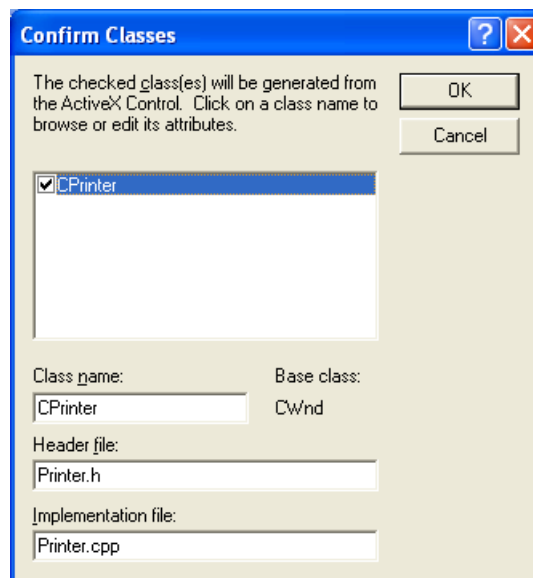 Confirm Classes
The checked class(es) will be generated from
the ActiveX Control. Click on a class name to
browse or edit its attributes.
OK
Cancel
CPrinter
Class name:
Base class:
CPrinter
CWnd
Header file:
Printer.h
Implementation file:
Printer.cpp